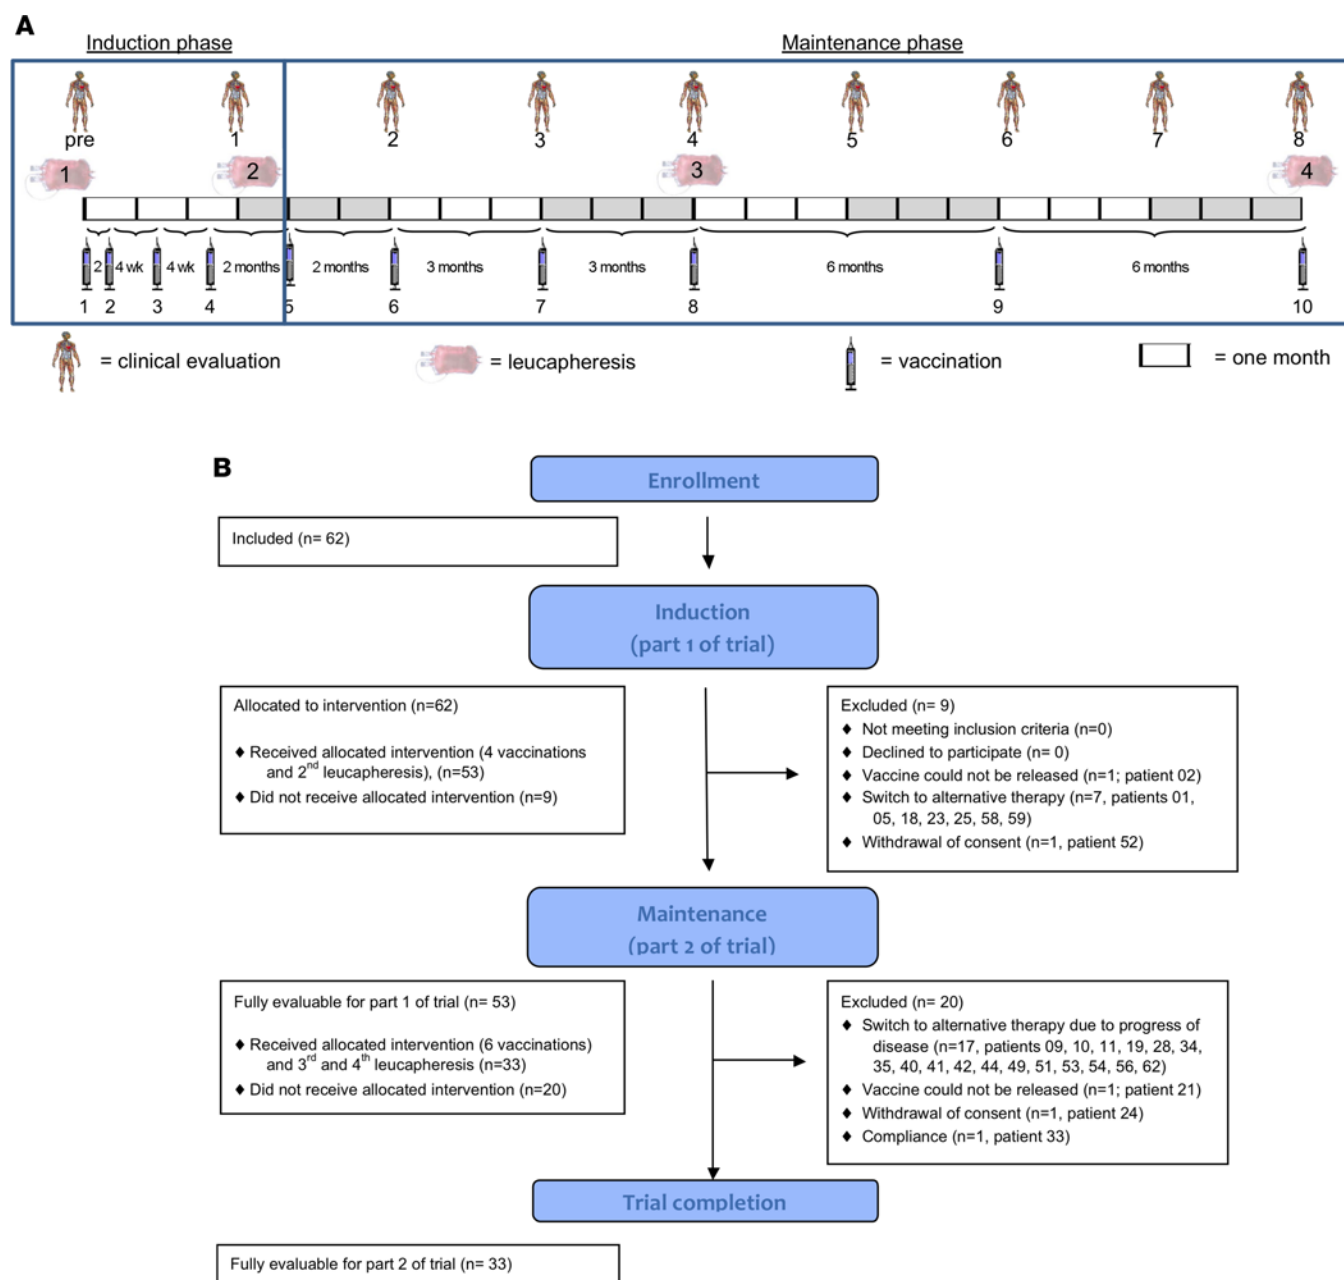 A
Induction phase
Maintenance phase
pre 1 2 3 4 5 6 7 8
1 2 3 4
2 4 wk 4 wk 2 months 2 months 3 months 3 months 6 months 6 months
1 2 3 4 5 6 7 8 9 10
= clinical evaluation
= leucapheresis
= vaccination
= one month
B
Enrollment
Included (n= 62)
Induction
(part 1 of trial)
Allocated to intervention (n=62)
♦ Received allocated intervention (4 vaccinations
and 2nd leucapheresis), (n=53)
♦ Did not receive allocated intervention (n=9)
Excluded (n= 9)
♦ Not meeting inclusion criteria (n=0)
♦ Declined to participate (n= 0)
♦ Vaccine could not be released (n=1; patient 02)
♦ Switch to alternative therapy (n=7, patients 01,
05, 18, 23, 25, 58, 59)
♦ Withdrawal of consent (n=1, patient 52)
Maintenance
(part 2 of trial)
Fully evaluable for part 1 of trial (n= 53)
♦ Received allocated intervention (6 vaccinations)
and 3rd and 4th leucapheresis (n=33)
♦ Did not receive allocated intervention (n=20)
Excluded (n= 20)
♦ Switch to alternative therapy due to progress of
disease (n=17, patients 09, 10, 11, 19, 28, 34,
35, 40, 41, 42, 44, 49, 51, 53, 54, 56, 62)
♦ Vaccine could not be released (n=1; patient 21)
♦ Withdrawal of consent (n=1, patient 24)
♦ Compliance (n=1, patient 33)
Trial completion
Fully evaluable for part 2 of trial (n= 33)